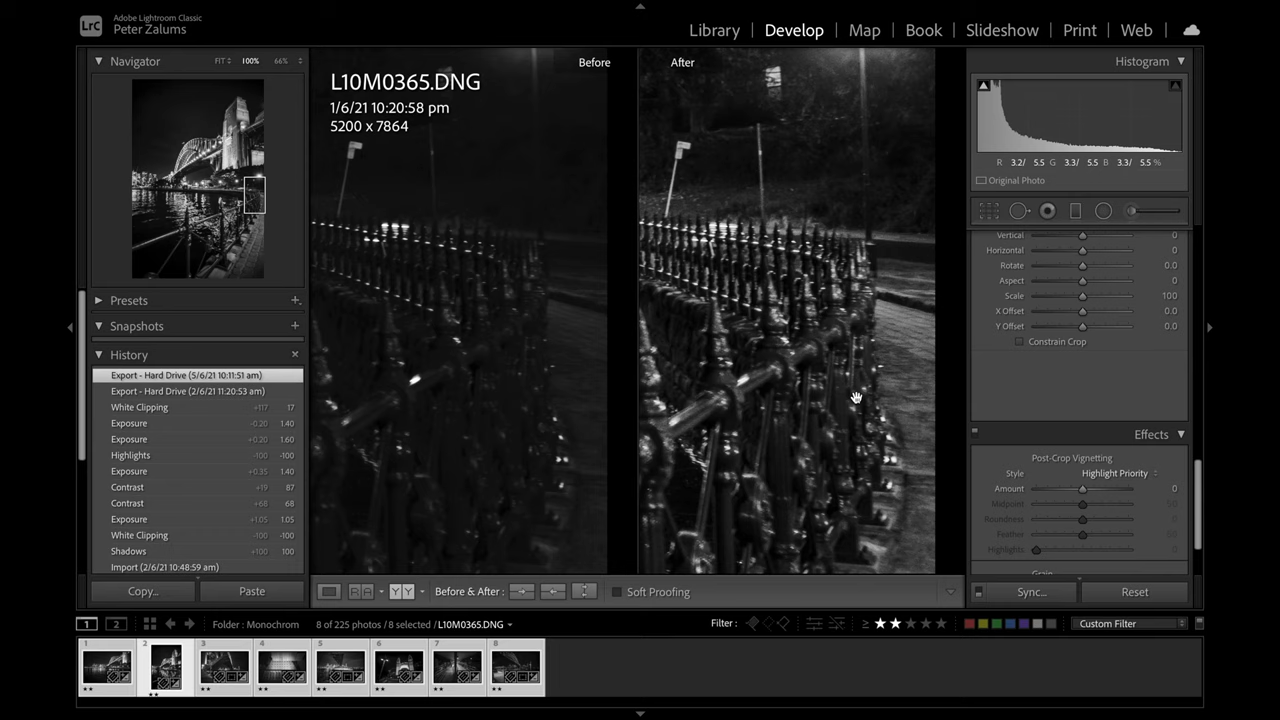 LrC
Adobe Lightroom Classic
Peter Zalums
Library | Develop | Map | Book | Slideshow | Print | Web
Navigator FIT 100% 66%
Presets
Snapshots
History
Export - Hard Drive (5/6/21 10:11:51 am)
Export - Hard Drive (2/6/21 11:20:53 am)
White Clipping +117 17
Exposure -0.20 1.40
Exposure +0.20 1.60
Highlights -100 -100
Exposure +0.35 1.40
Contrast +19 87
Contrast +68 68
Exposure +1.05 1.05
White Clipping -100 -100
Shadows +100 100
Import (2/6/21 10:48:59 am)
Copy... Paste
Before After
L10M0365.DNG
1/6/21 10:20:58 pm
5200 x 7864
Before & After : Soft Proofing
Histogram
R 3.2/ 5.5 G 3.3/ 5.5 B 3.3/ 5.5 %
Original Photo
Vertical 0
Horizontal 0
Rotate 0.0
Aspect 0
Scale 100
X Offset 0.0
Y Offset 0.0
Constrain Crop
Effects
Post-Crop Vignetting
Style Highlight Priority
Amount 0
Midpoint 50
Roundness 0
Feather
Highlights 0
Grain
Sync... Reset
1 2 Folder : Monochrom 8 of 225 photos / 8 selected / L10M0365.DNG
Filter : Custom Filter
1 2 3 4 5 6 7 8